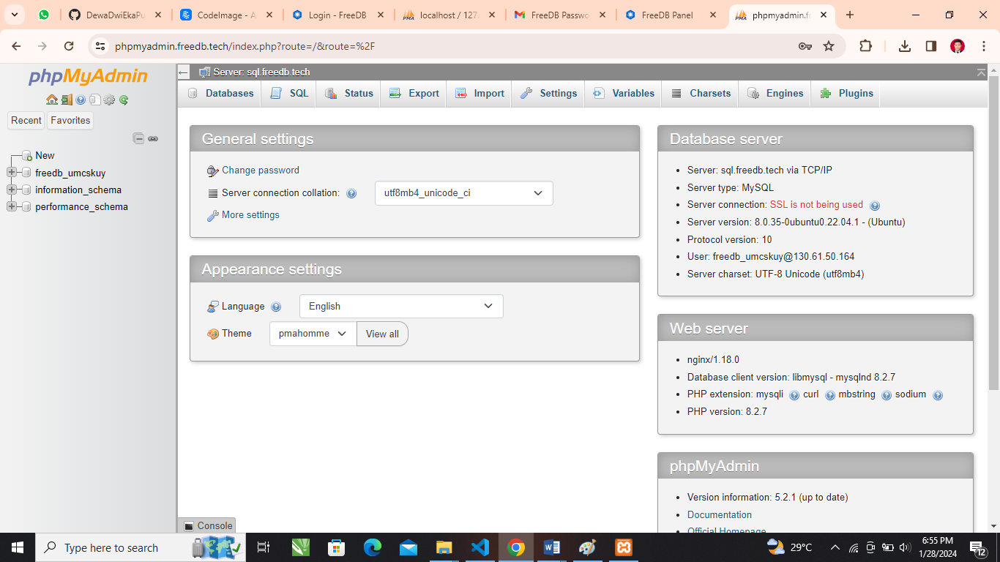 DewaDwiEkaPu
CodeImage - A
Login - FreeDB
localhost / 127.
FreeDB Passwo
FreeDB Panel
phpmyadmin.fr
phpmyadmin.freedb.tech/index.php?route=/&route=%2F
phpMyAdmin
Recent
Favorites
New
freedb_umcskuy
information_schema
performance_schema
Server: sql.freedb.tech
Databases
SQL
Status
Export
Import
Settings
Variables
Charsets
Engines
Plugins
General settings
Change password
Server connection collation:
utf8mb4_unicode_ci
More settings
Appearance settings
Language
English
Theme
pmahomme
View all
Database server
Server: sql.freedb.tech via TCP/IP
Server type: MySQL
Server connection: SSL is not being used
Server version: 8.0.35-0ubuntu0.22.04.1 - (Ubuntu)
Protocol version: 10
User: freedb_umcskuy@130.61.50.164
Server charset: UTF-8 Unicode (utf8mb4)
Web server
nginx/1.18.0
Database client version: libmysql - mysqlnd 8.2.7
PHP extension: mysqli curl mbstring sodium
PHP version: 8.2.7
phpMyAdmin
Version information: 5.2.1 (up to date)
Documentation
Official Homepage
Console
Type here to search
29°C
6:55 PM
1/28/2024
12